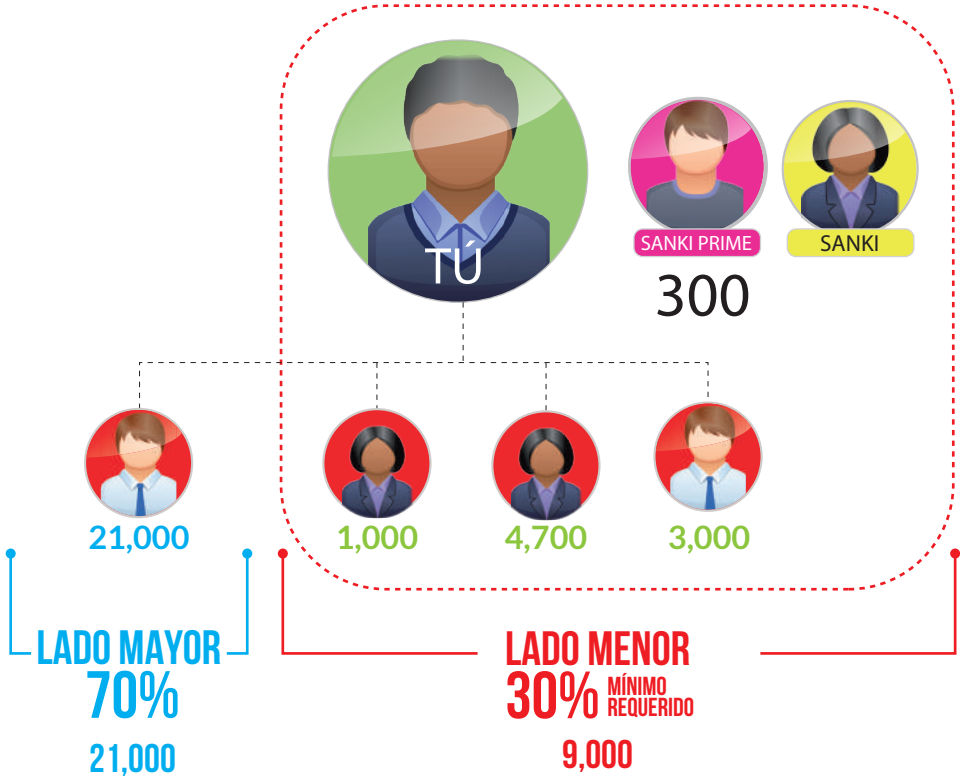 TÚ
SANKI PRIME
SANKI
300
21,000
1,000
4,700
3,000
LADO MAYOR
70%
21,000
LADO MENOR
30% MÍNIMO
REQUERIDO
9,000